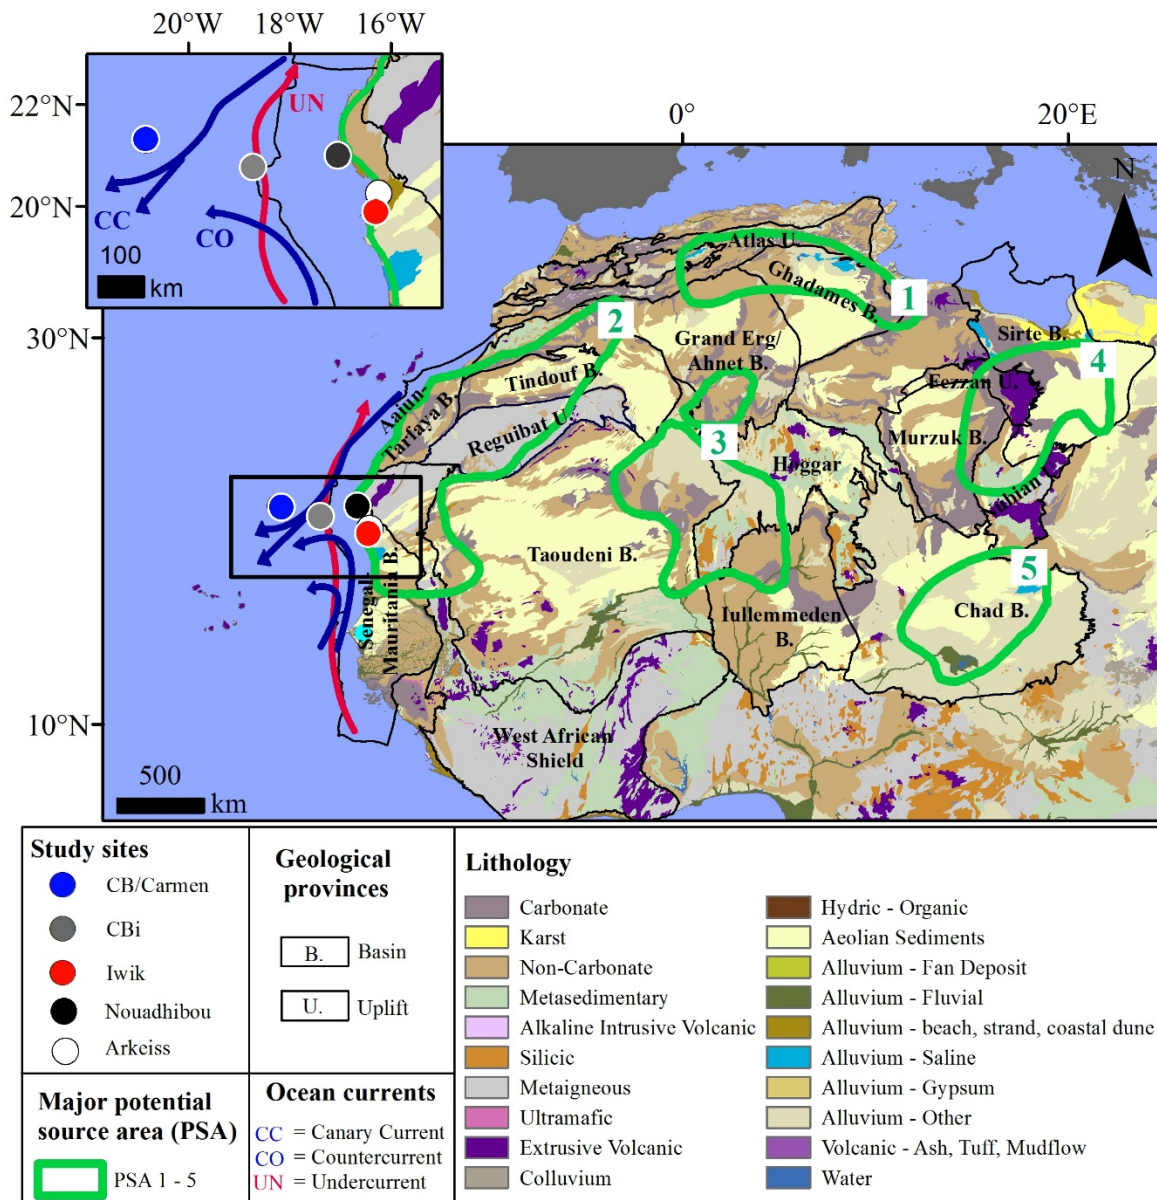 20°W 18°W 16°W
22°N
20°N
UN
CC
CO
100
km
0° 20°E
N
30°N
10°N
Atlas U.
Ghadames B.
1
2
Grand Erg/
Ahnet B.
Sirte B.
4
Tindouf B.
Fezzan U.
Aaiun-
Tarfaya B.
Reguibat U.
3
Murzuk B.
Hoggar
Taoudeni B.
5
Chad B.
Senegal-
Mauritania B.
Iullemmeden
B.
West African
Shield
500
km
Study sites
CB/Carmen
CBi
Iwik
Nouadhibou
Arkeiss
Major potential
source area (PSA)
PSA 1 - 5
Geological
provinces
B. Basin
U. Uplift
Ocean currents
CC = Canary Current
CO = Countercurrent
UN = Undercurrent
Lithology
Carbonate
Karst
Non-Carbonate
Metasedimentary
Alkaline Intrusive Volcanic
Silicic
Metaigneous
Ultramafic
Extrusive Volcanic
Colluvium
Hydric - Organic
Aeolian Sediments
Alluvium - Fan Deposit
Alluvium - Fluvial
Alluvium - beach, strand, coastal dune
Alluvium - Saline
Alluvium - Gypsum
Alluvium - Other
Volcanic - Ash, Tuff, Mudflow
Water